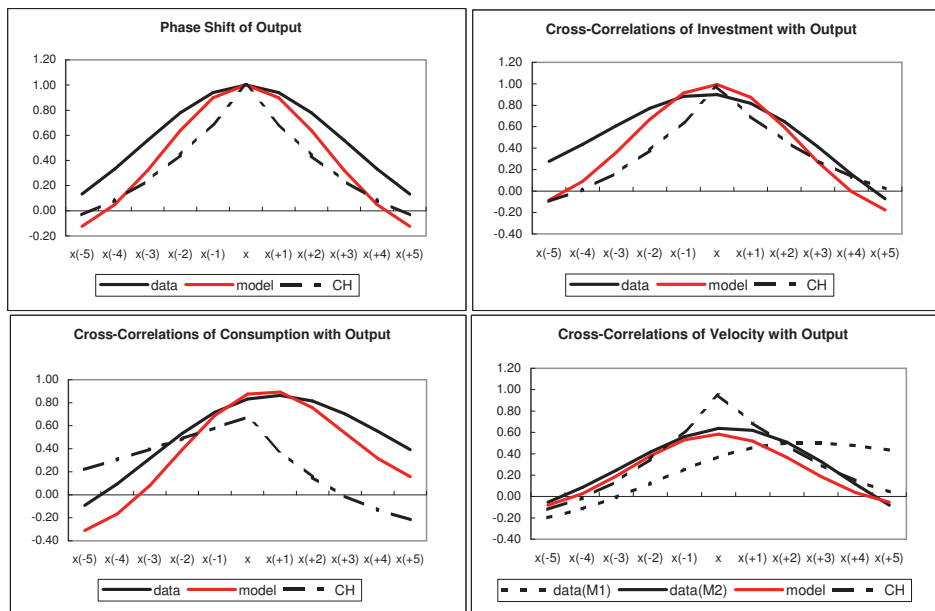 Phase Shift of Output
1.20
1.00
0.80
0.60
0.40
0.20
0.00
-0.20
x(-5) x(-4) x(-3) x(-2) x(-1) x x(+1) x(+2) x(+3) x(+4) x(+5)
data model CH
Cross-Correlations of Investment with Output
1.20
1.00
0.80
0.60
0.40
0.20
0.00
-0.20
-0.40
x(-5) x(-4) x(-3) x(-2) x(-1) x x(+1) x(+2) x(+3) x(+4) x(+5)
data model CH
Cross-Correlations of Consumption with Output
1.00
0.80
0.60
0.40
0.20
0.00
-0.20
-0.40
x(-5) x(-4) x(-3) x(-2) x(-1) x x(+1) x(+2) x(+3) x(+4) x(+5)
data model CH
Cross-Correlations of Velocity with Output
1.20
1.00
0.80
0.60
0.40
0.20
0.00
-0.20
-0.40
x(-5) x(-4) x(-3) x(-2) x(-1) x x(+1) x(+2) x(+3) x(+4) x(+5)
data(M1) data(M2) model CH